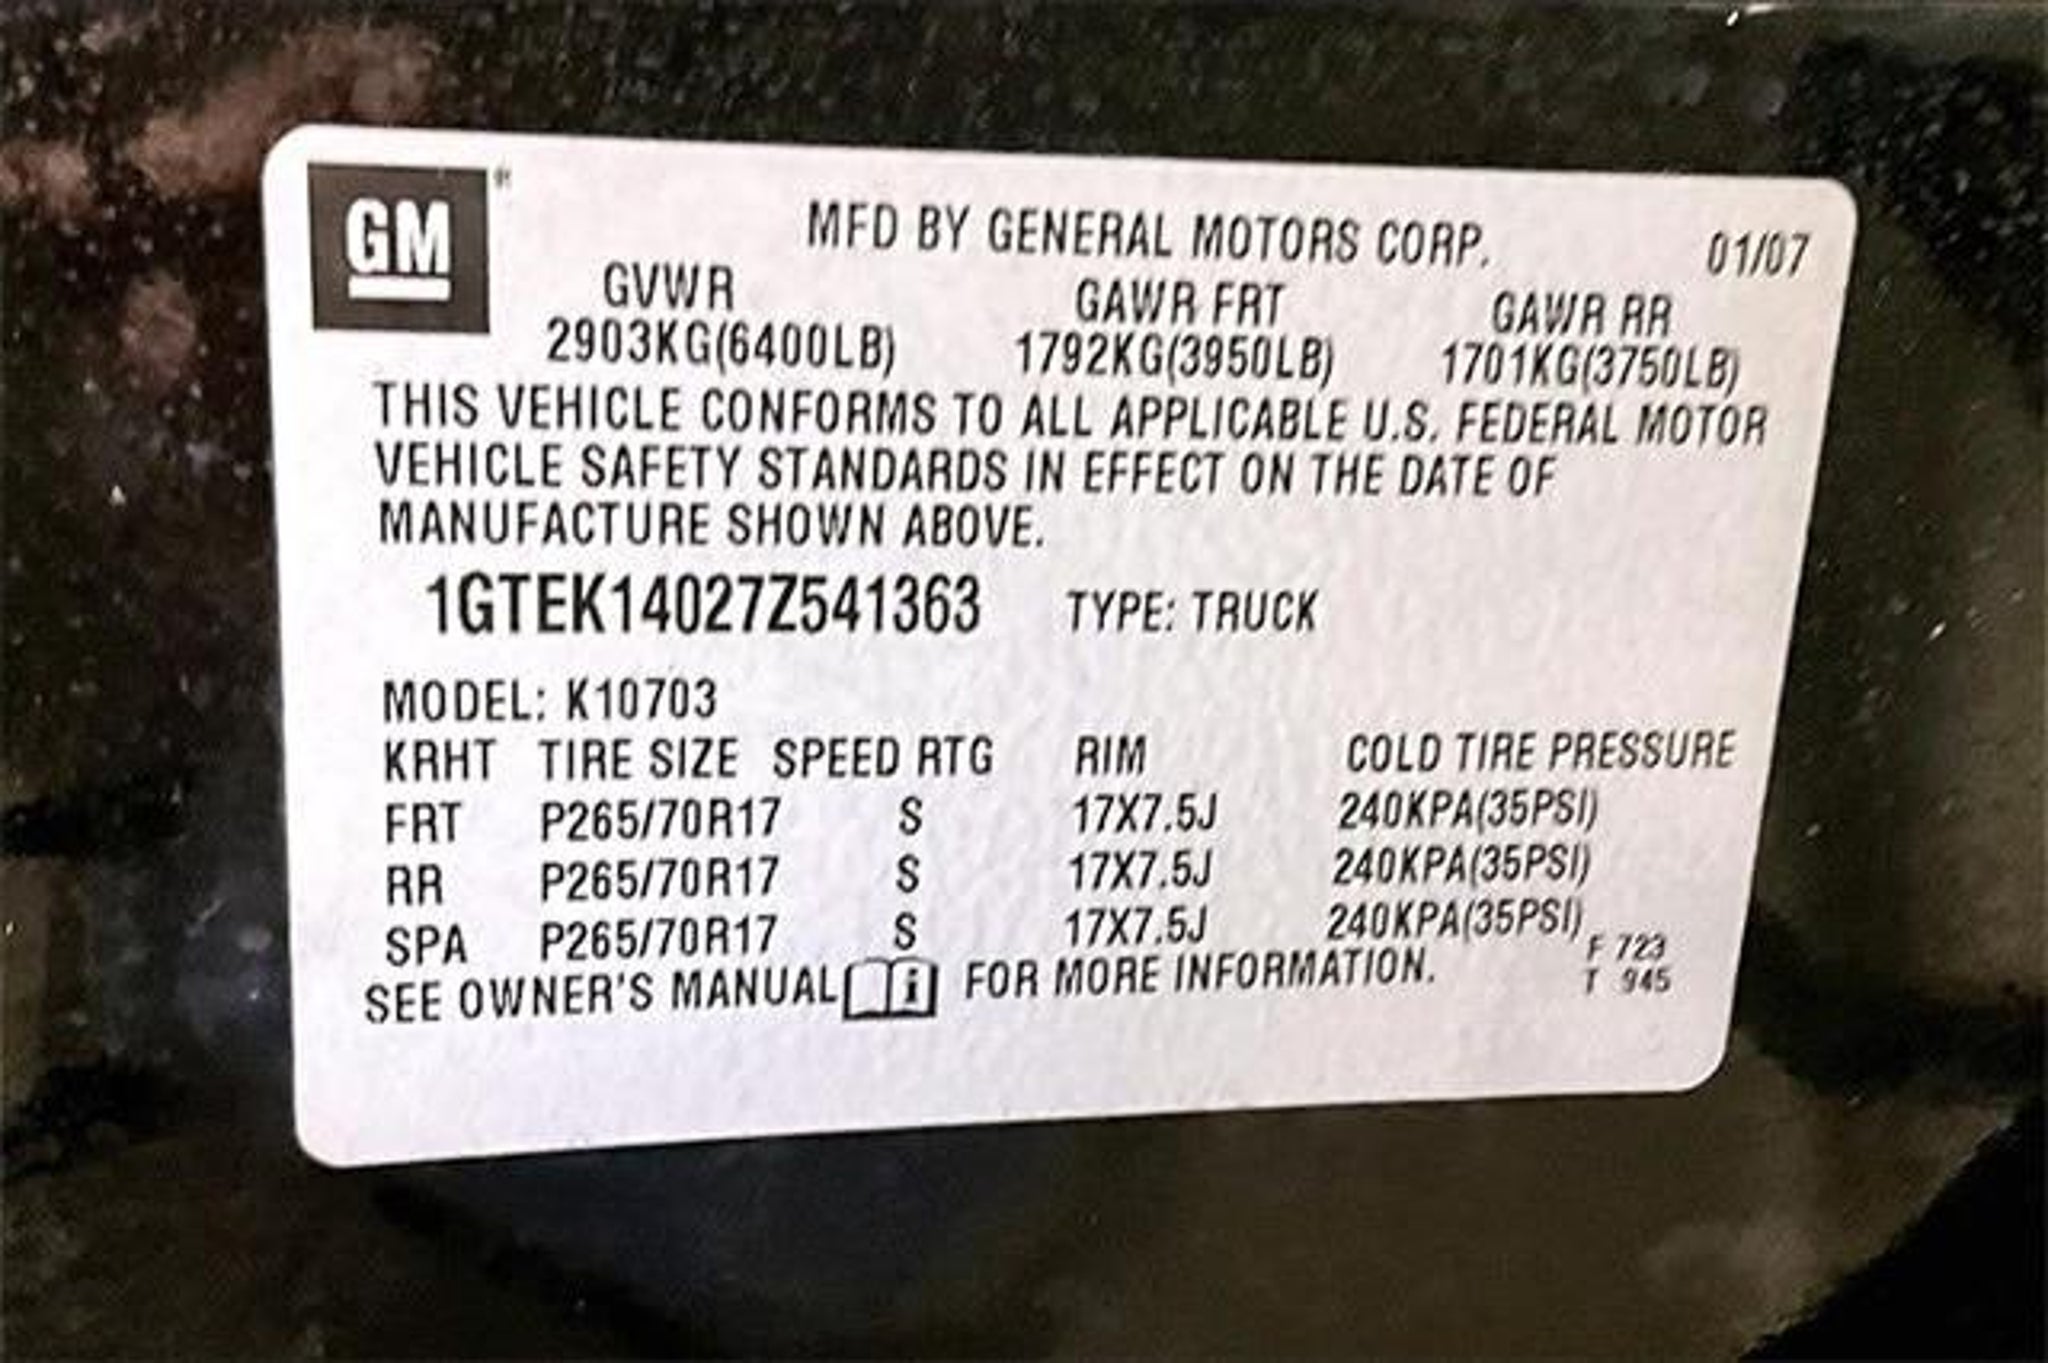 GM
MFD BY GENERAL MOTORS CORP. 01/07
GVWR GAWR FRT GAWR RR
2903KG(6400LB) 1792KG(3950LB) 1701KG(3750LB)
THIS VEHICLE CONFORMS TO ALL APPLICABLE U.S. FEDERAL MOTOR
VEHICLE SAFETY STANDARDS IN EFFECT ON THE DATE OF
MANUFACTURE SHOWN ABOVE.
1GTEK14027Z541363 TYPE: TRUCK
MODEL: K10703
KRHT TIRE SIZE SPEED RTG RIM COLD TIRE PRESSURE
FRT P265/70R17 S 17X7.5J 240KPA(35PSI)
RR P265/70R17 S 17X7.5J 240KPA(35PSI)
SPA P265/70R17 S 17X7.5J 240KPA(35PSI)
F 723
SEE OWNER'S MANUAL FOR MORE INFORMATION. T 945